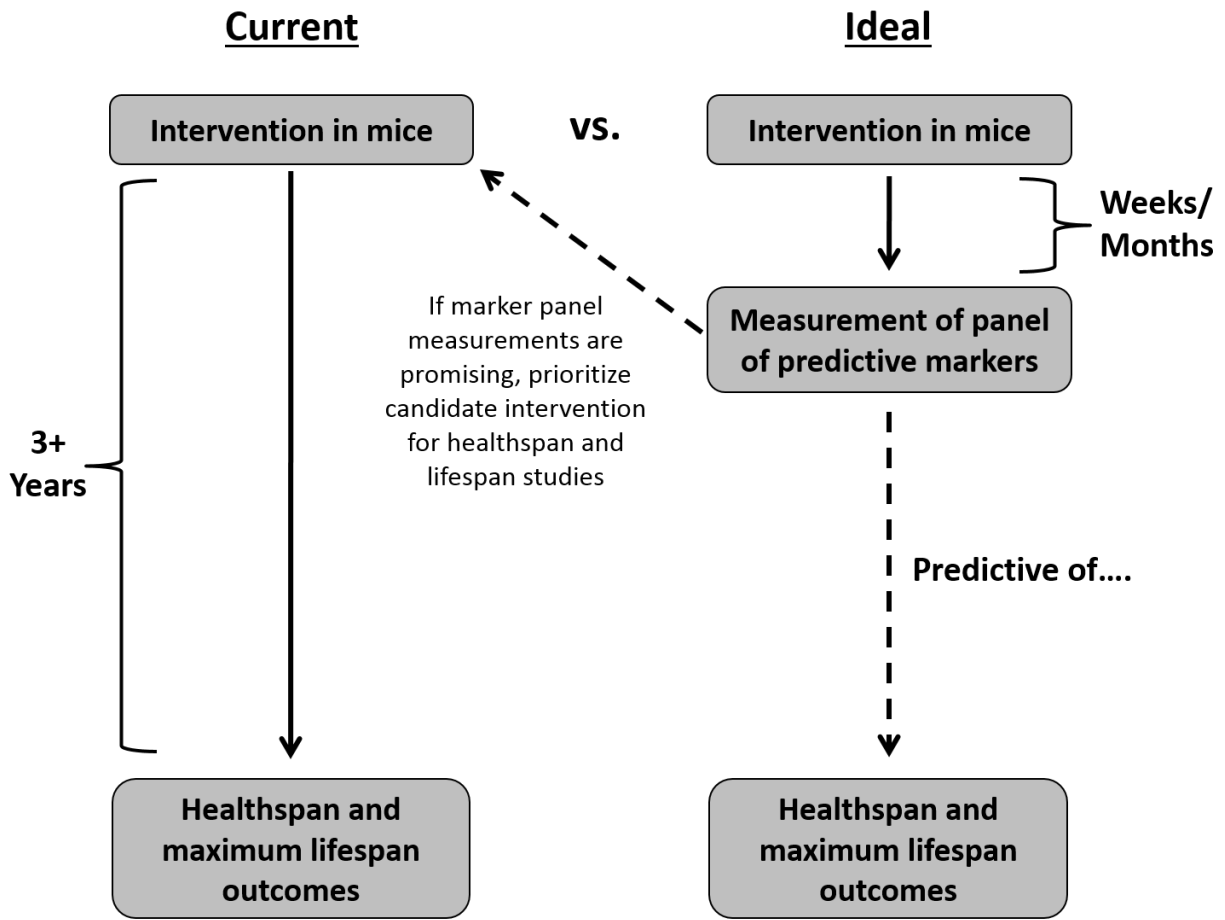 Current
Ideal
Intervention in mice
vs.
Intervention in mice
Weeks/
Months
If marker panel
measurements are
promising, prioritize
candidate intervention
for healthspan and
lifespan studies
Measurement of panel
of predictive markers
3+
Years
Predictive of....
Healthspan and
maximum lifespan
outcomes
Healthspan and
maximum lifespan
outcomes